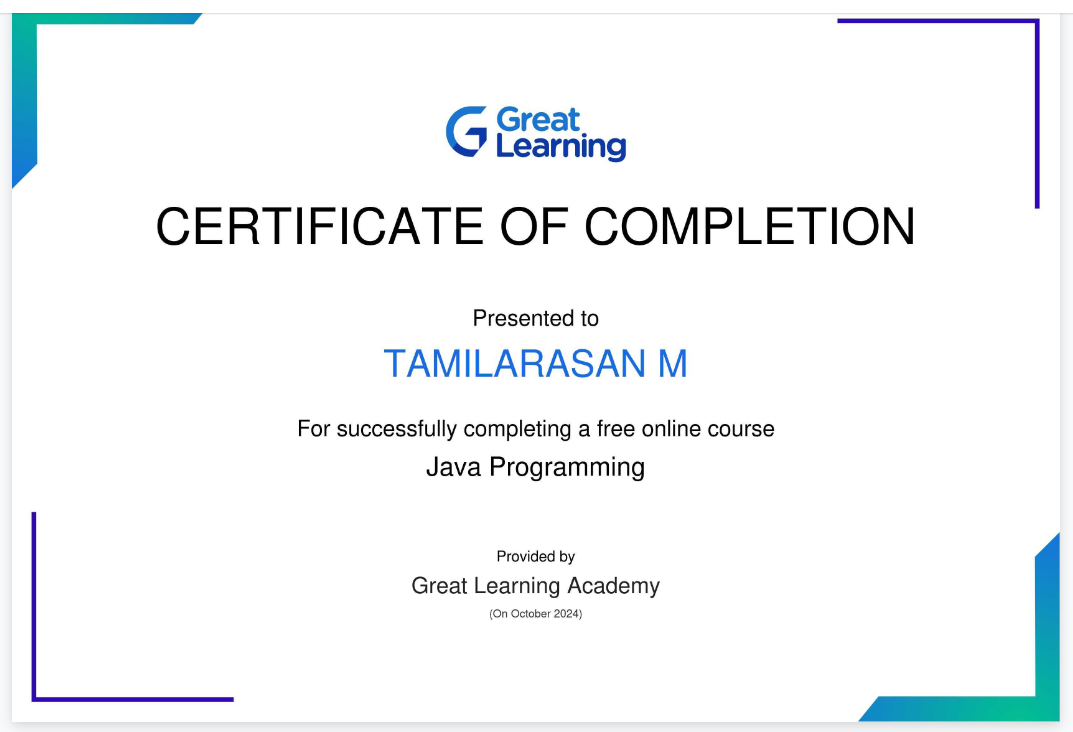 Great
Learning
CERTIFICATE OF COMPLETION
Presented to
TAMILARASAN M
For successfully completing a free online course
Java Programming
Provided by
Great Learning Academy
(On October 2024)